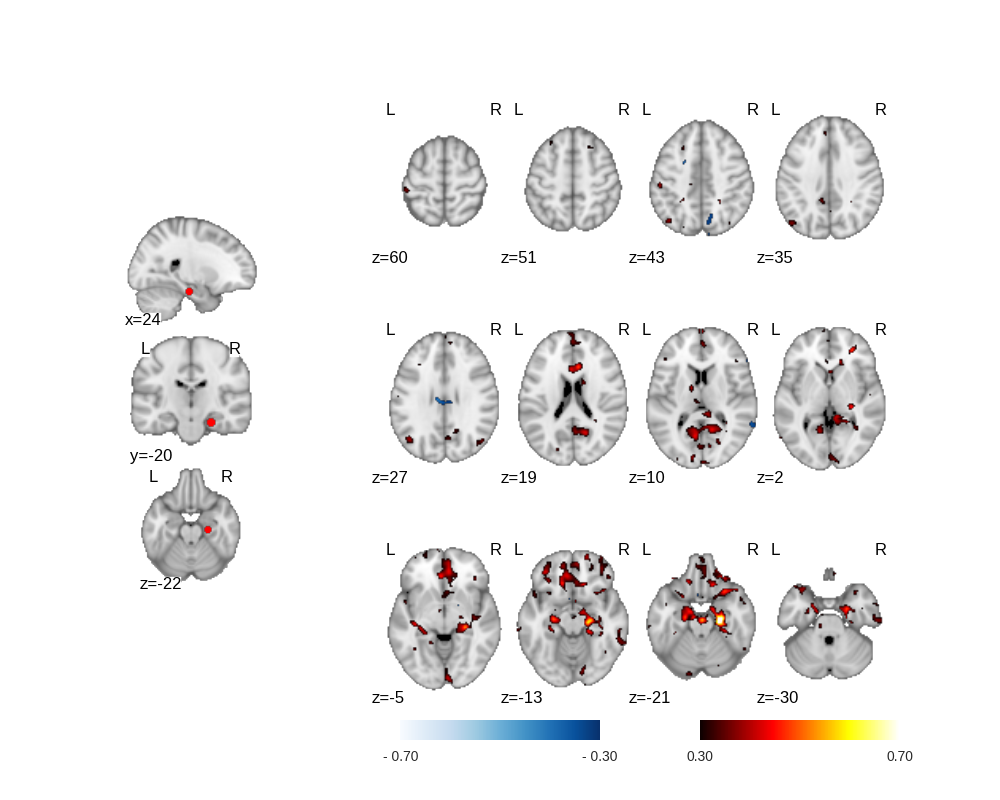 L R L R L R L R
z=60 z=51 z=43 z=35
x=24
L R L R L R L R
L R
z=27 z=19 z=10 z=2
y=-20
L R
L R L R L R L R
z=-22
z=-5 z=-13 z=-21 z=-30
- 0.70 - 0.30 0.30 0.70